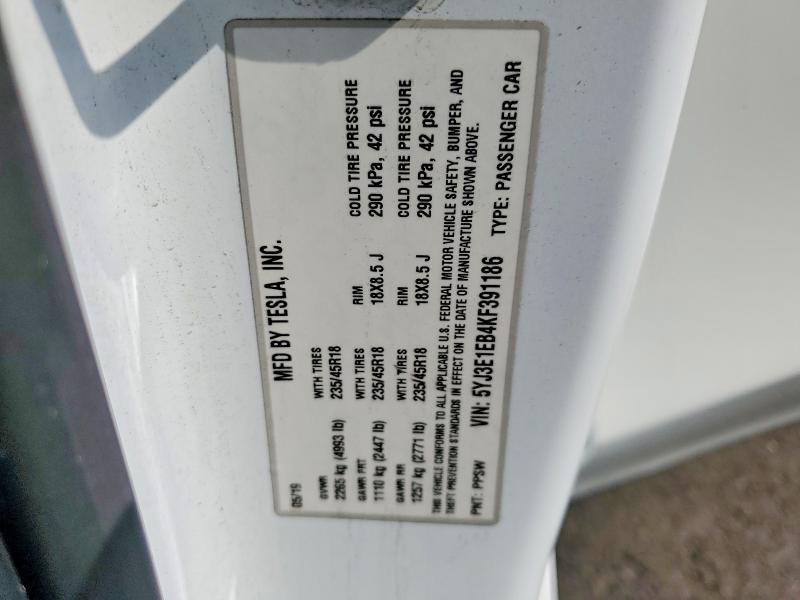 MFD BY TESLA, INC.
05/19
GVWR WITH TIRES RIM COLD TIRE PRESSURE
2265 kg (4993 lb) 235/45R18
GAWR FRT WITH TIRES RIM COLD TIRE PRESSURE
1110 kg (2447 lb) 235/45R18 18X8.5 J 290 kPa, 42 psi
GAWR RR WITH TIRES RIM COLD TIRE PRESSURE
1257 kg (2771 lb) 235/45R18 18X8.5 J 290 kPa, 42 psi
THIS VEHICLE CONFORMS TO ALL APPLICABLE U.S. FEDERAL MOTOR VEHICLE SAFETY, BUMPER, AND
THEFT PREVENTION STANDARDS IN EFFECT ON THE DATE OF MANUFACTURE SHOWN ABOVE.
PNT: PPSW VIN: 5YJ3E1EB4KF391186 TYPE: PASSENGER CAR